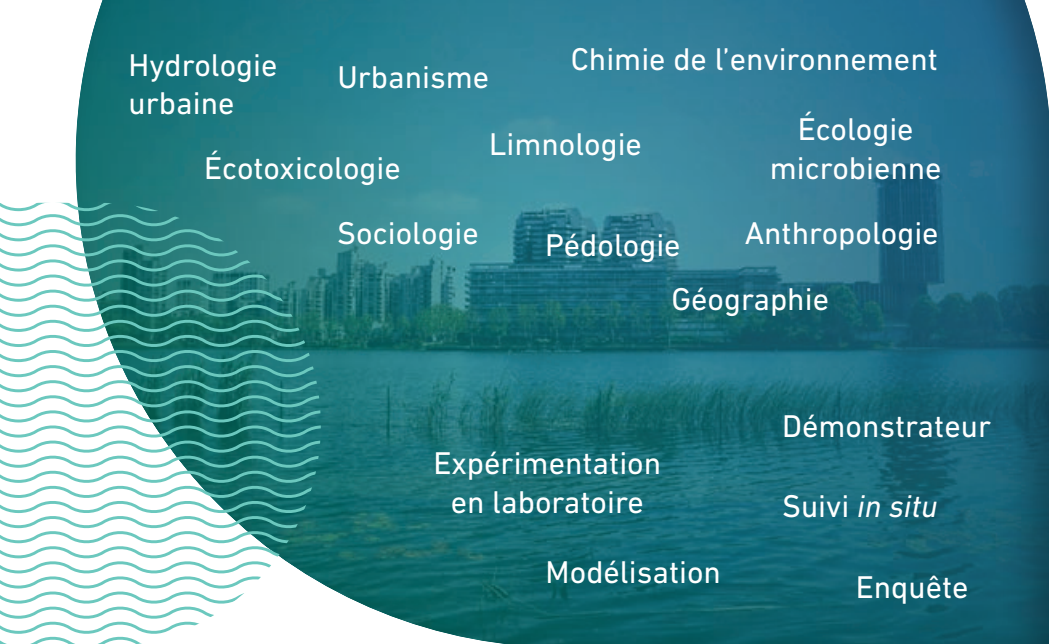 Hydrologie
urbaine
Urbanisme
Chimie de l’environnement
Écotoxicologie
Limnologie
Écologie
microbienne
Sociologie
Pédologie
Anthropologie
Géographie
Démonstrateur
Expérimentation
en laboratoire
Suivi in situ
Modélisation
Enquête